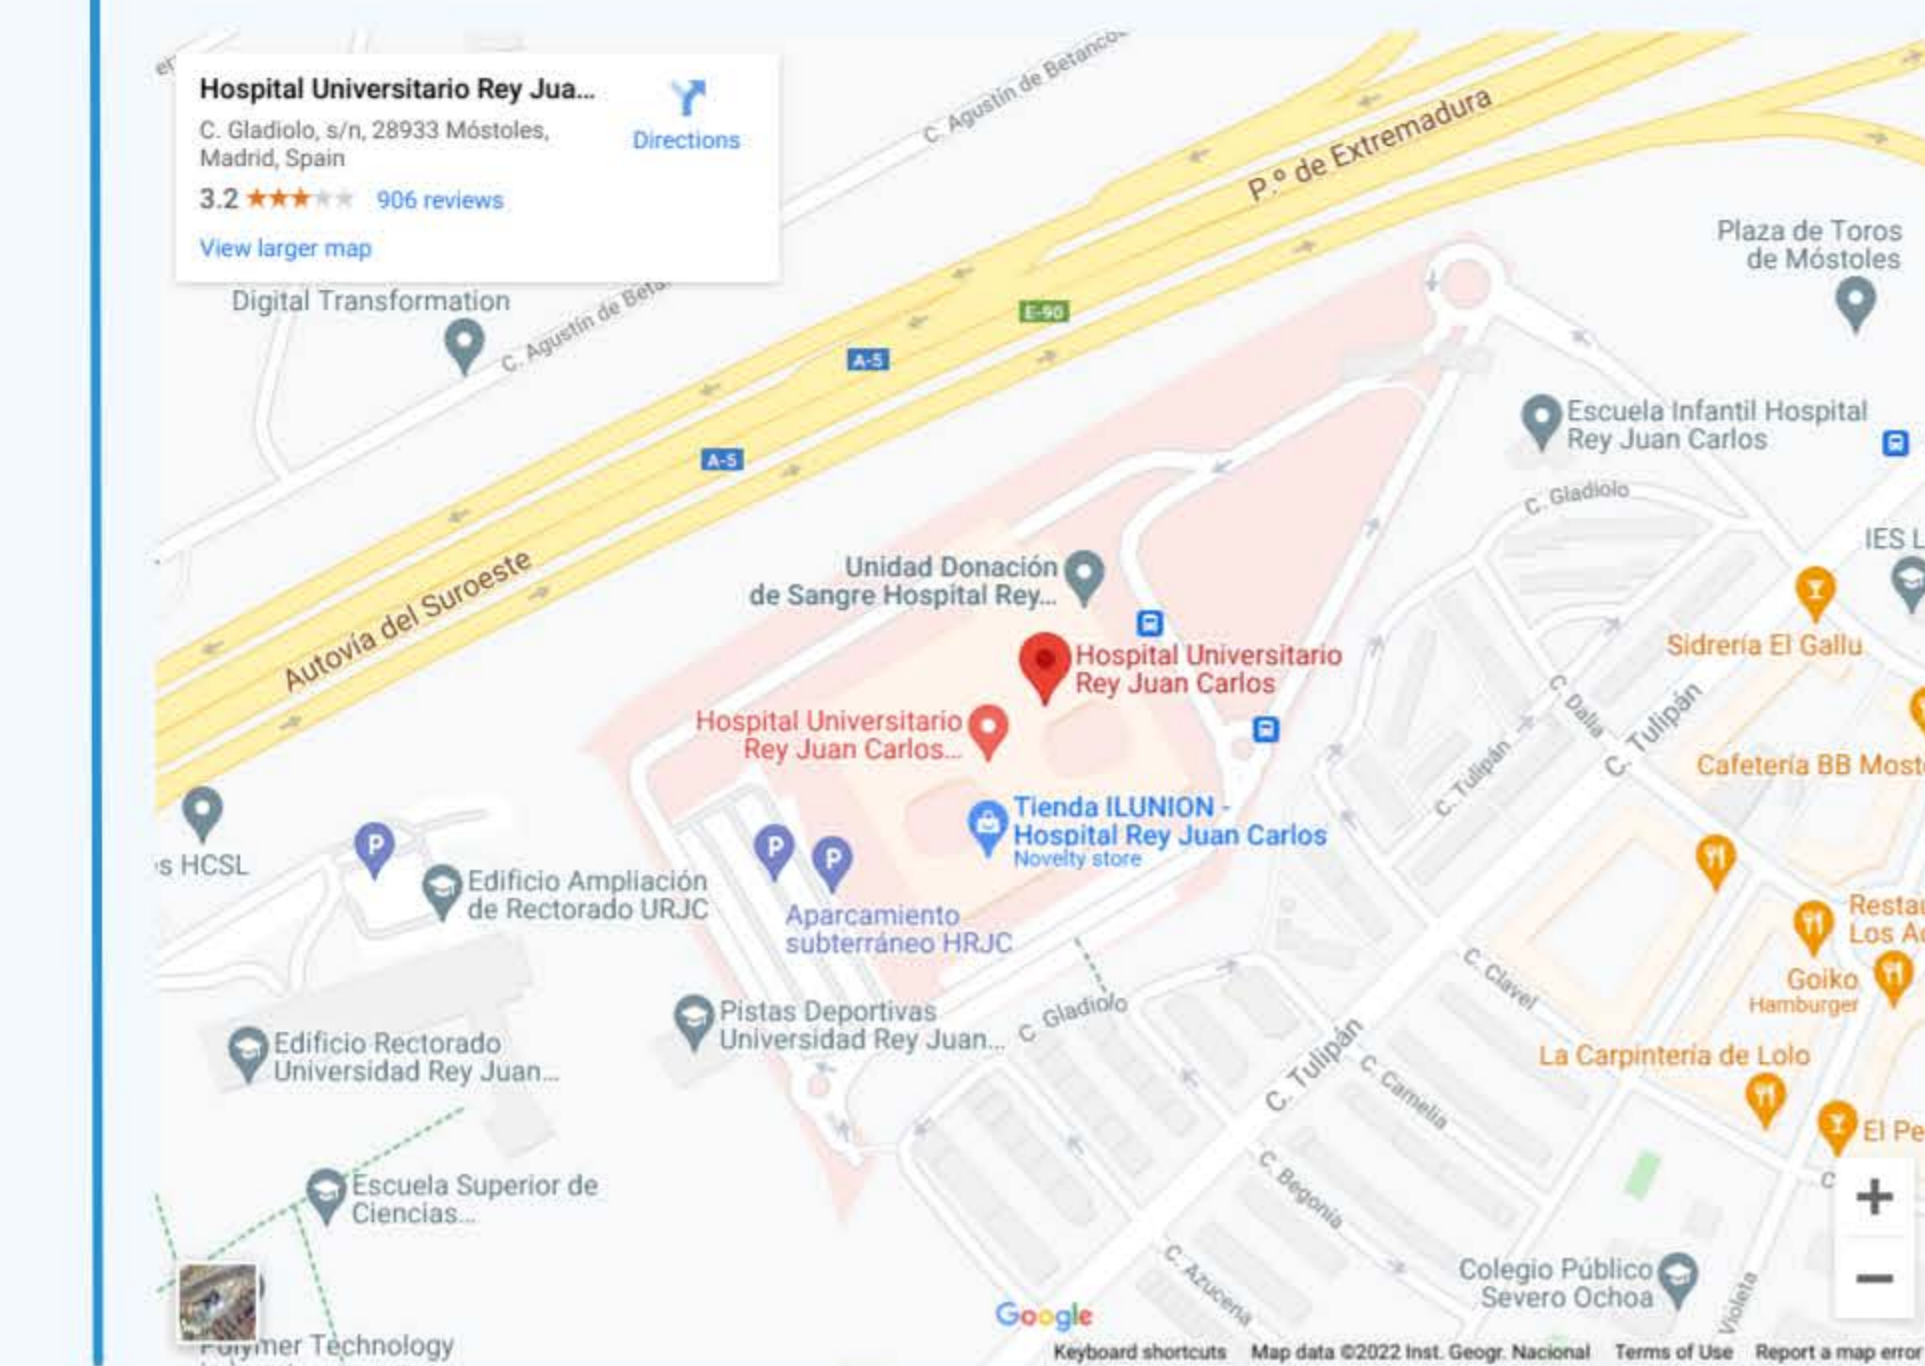 Hospital Universitario Rey Jua...
C. Gladiolo, s/n, 28933 Móstoles,
Madrid, Spain
3.2
906 reviews
View larger map
Directions
C. Agustín de Betanco
P.º de Extremadura
Plaza de Toros
de Móstoles
Digital Transformation
C. Agustín de Beta
E-90
A-5
A-5
Escuela Infantil Hospital
Rey Juan Carlos
C. Gladiolo
IES L
Autovía del Suroeste
Unidad Donación
de Sangre Hospital Rey...
Hospital Universitario
Rey Juan Carlos
Hospital Universitario
Rey Juan Carlos...
Sidrería El Gallu
C. Dalia
C. Tulipán
C. Tulipán
Cafetería BB Mosto
Tienda ILUNION -
Hospital Rey Juan Carlos
Novelty store
s HCSL
P
P
P
Edificio Ampliación
de Rectorado URJC
Aparcamiento
subterráneo HRJC
Restau
Los A
Goiko
Hamburger
C. Clavel
Pistas Deportivas
Universidad Rey Juan...
C. Gladiolo
Edificio Rectorado
Universidad Rey Juan...
C. Tulipán
C. Camelia
La Carpintería de Lolo
El Pe
C
Escuela Superior de
Ciencias...
C. Begonia
C. Azucena
Colegio Público
Severo Ochoa
Violeta
+
−
Google
Polymer Technology
Keyboard shortcuts
Map data ©2022 Inst. Geogr. Nacional
Terms of Use
Report a map error